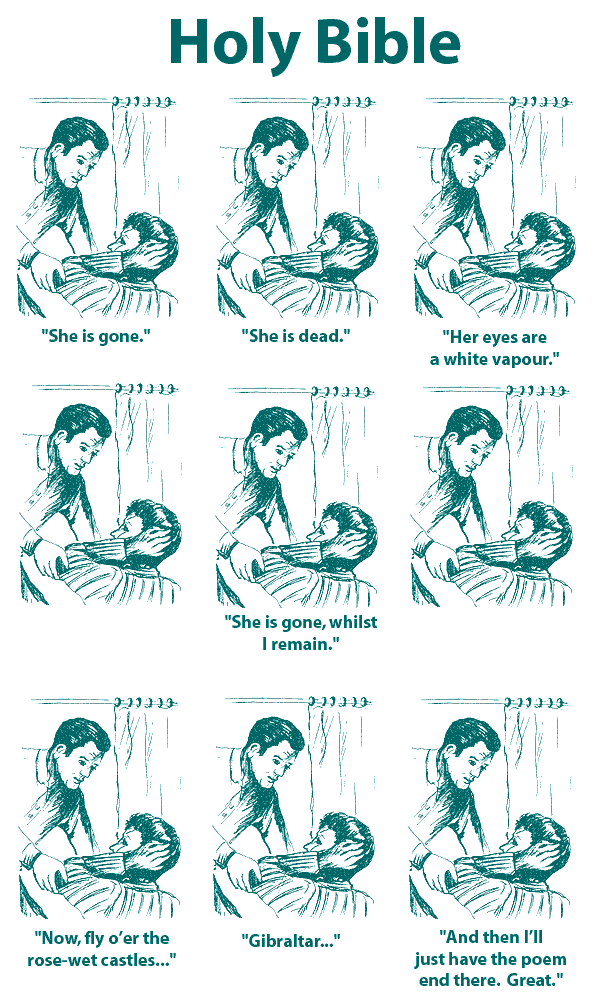 Holy Bible
"She is gone."
"She is dead."
"Her eyes are
a white vapour."
"She is gone, whilst
I remain."
"Now, fly o’er the
rose-wet castles..."
"Gibraltar..."
"And then I’ll
just have the poem
end there.  Great."